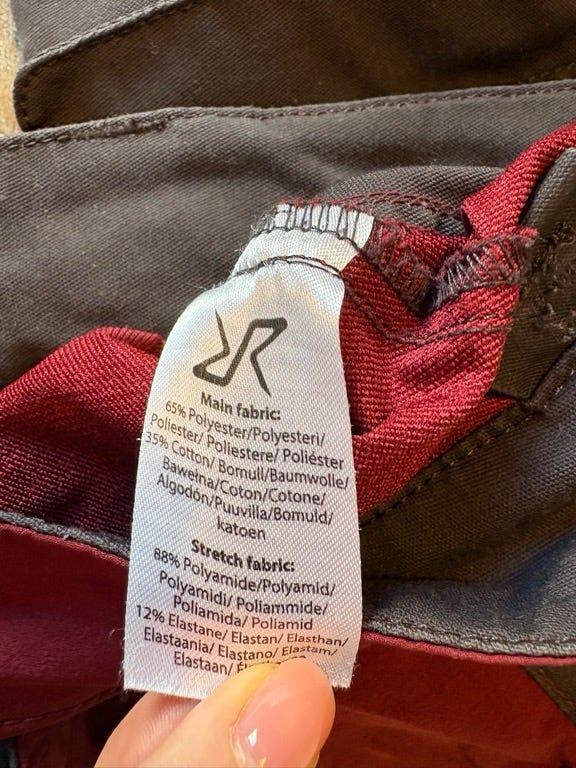 Main fabric:
65% Polyester/Polyesteri/
Poliester/ Poliestere/ Poliéster
35% Cotton/ Bomull/Baumwolle/
Bawełna/Coton/Cotone/
Algodón/Puuvilla/Bomuld/
katoen
Stretch fabric:
88% Polyamide/Polyamid/
Polyamidi/ Poliammide/
Poliamida/ Poliamid
12% Elastane/ Elastan/ Elasthan/
Elastaania/ Elastano/ Elastam/
Elastaan/